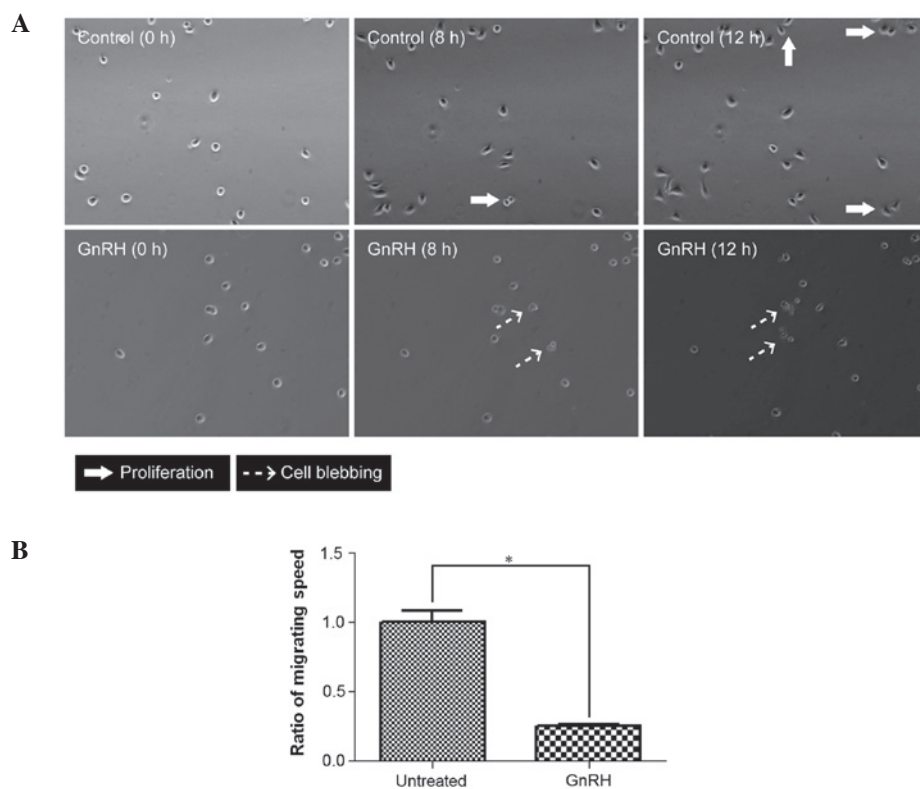 A
Control (0 h)
Control (8 h)
Control (12 h)
GnRH (0 h)
GnRH (8 h)
GnRH (12 h)
Proliferation
Cell blebbing
B
Ratio of migrating speed
1.5
1.0
0.5
0.0
*
Untreated
GnRH